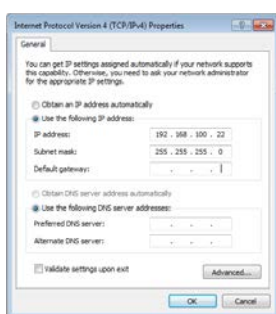 Internet Protocol Version 4 (TCP/IPv4) Properties
General
You can get IP settings assigned automatically if your network supports
this capability. Otherwise, you need to ask your network administrator
for the appropriate IP settings.
Obtain an IP address automatically
Use the following IP address:
IP address: 192 . 168 . 100 . 22
Subnet mask: 255 . 255 . 255 . 0
Default gateway: . . .
Obtain DNS server address automatically
Use the following DNS server addresses:
Preferred DNS server: . . .
Alternate DNS server: . . .
Validate settings upon exit
Advanced...
OK Cancel